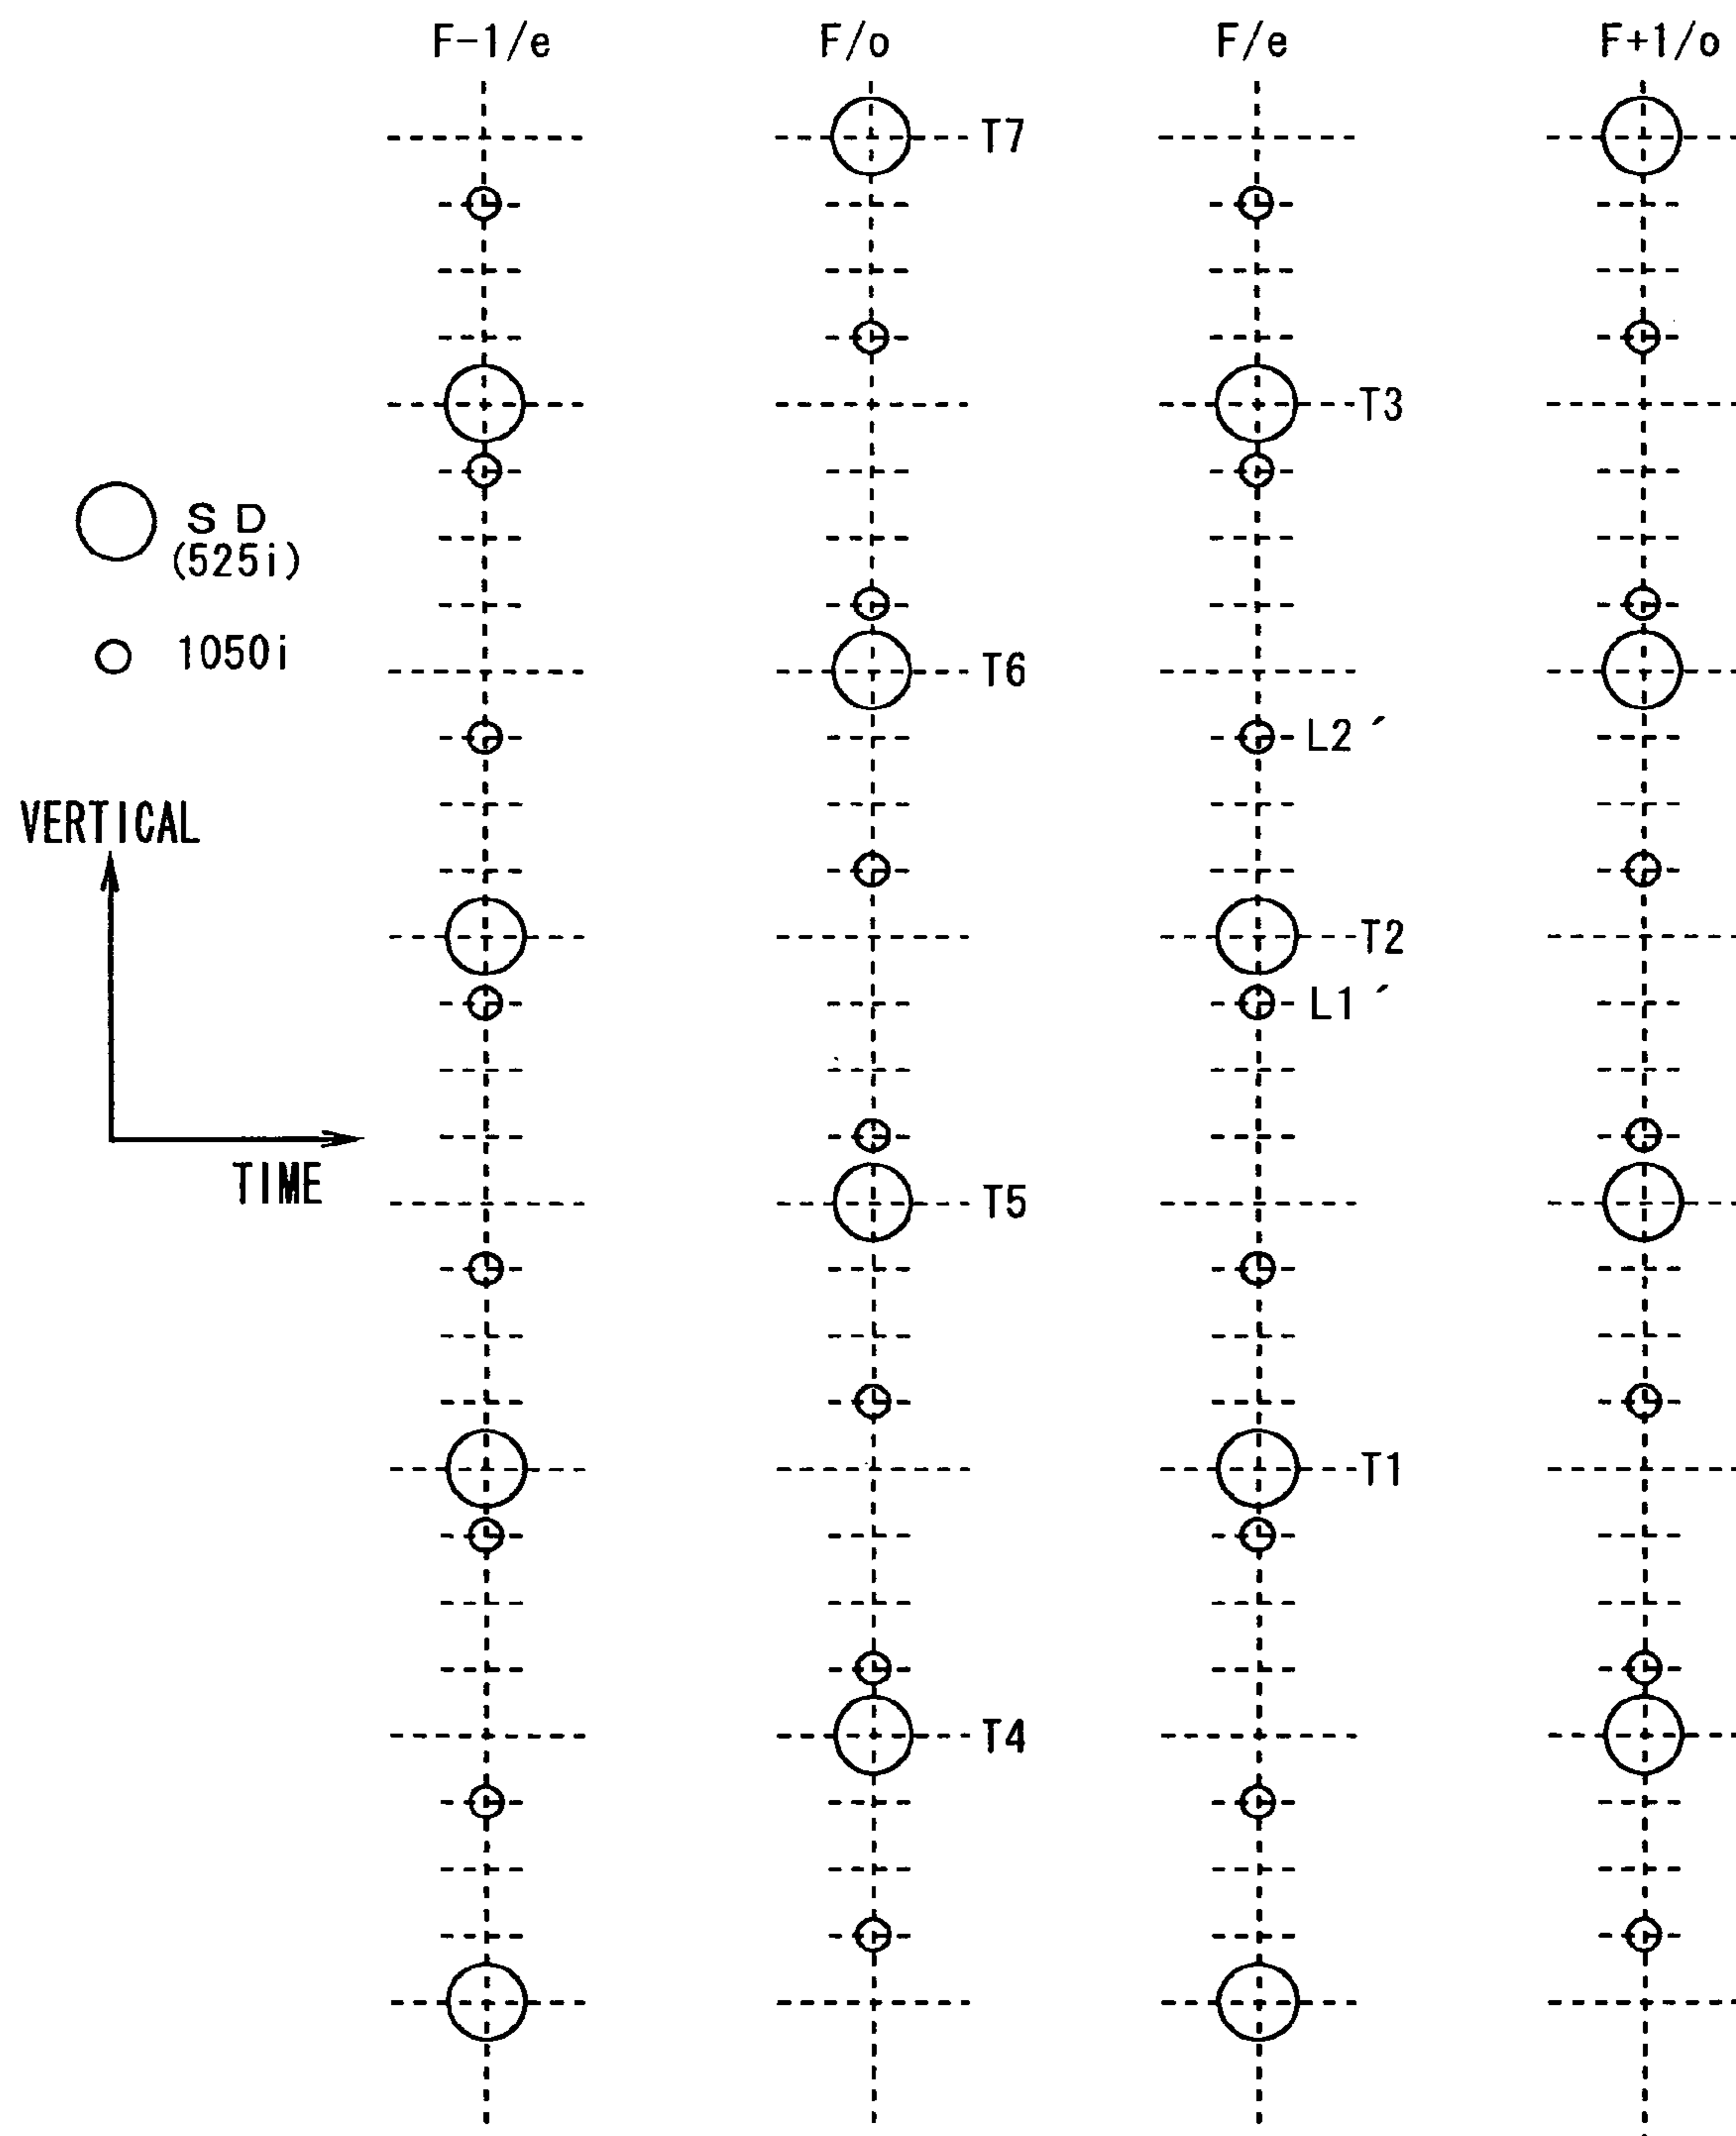 F-1/e F/o F/e F+1/o
T7
T3
SD
(525i)
1050i
T6
L2´
VERTICAL
T2
L1´
TIME
T5
T1
T4